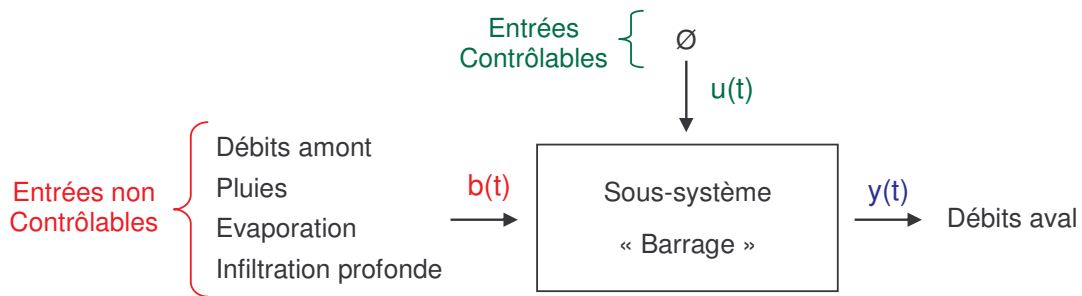 Entrées
Contrôlables
Ø
u(t)
Entrées non
Contrôlables
Débits amont
Pluies
Evaporation
Infiltration profonde
b(t)
Sous-système
« Barrage »
y(t)
Débits aval